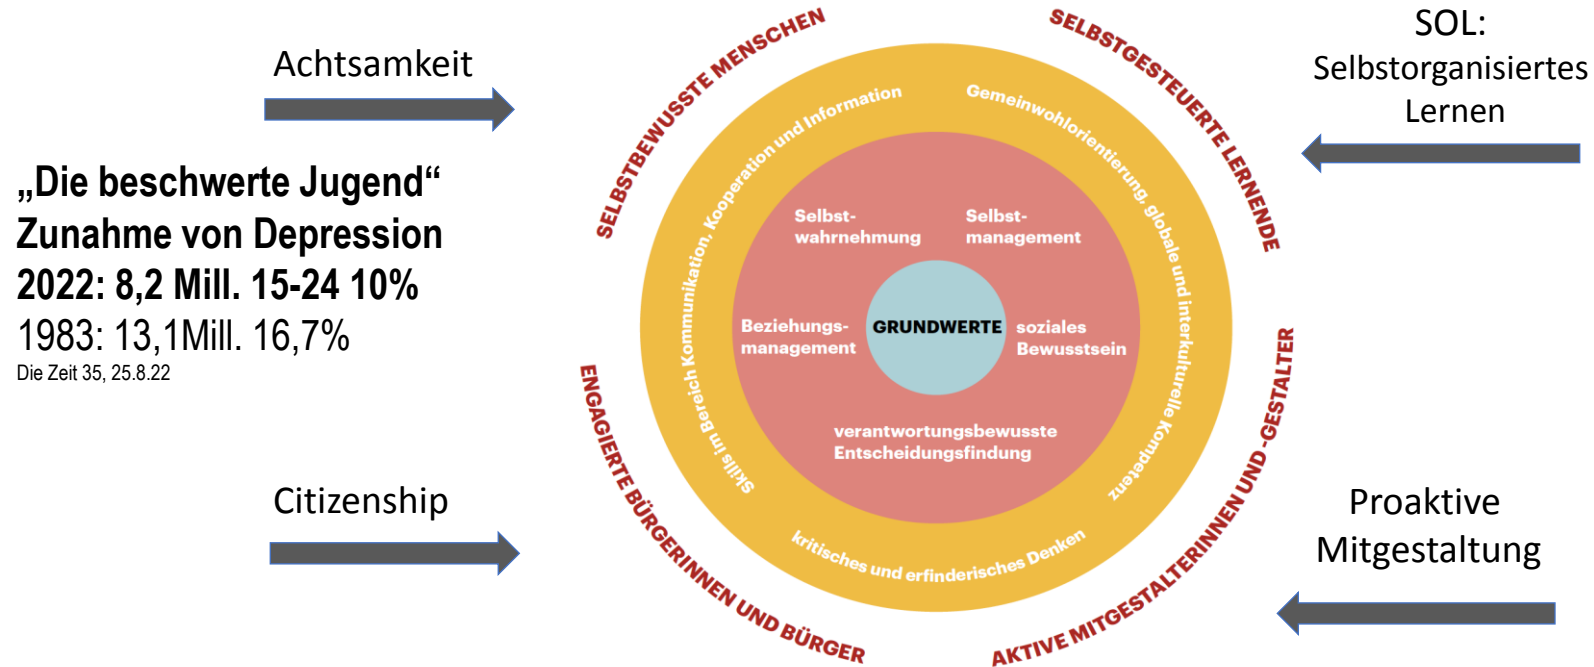 Achtsamkeit
„Die beschwerte Jugend“
Zunahme von Depression
2022: 8,2 Mill. 15-24 10%
1983: 13,1Mill. 16,7%
Die Zeit 35, 25.8.22
Citizenship
SELBSTBEWUSSTE MENSCHEN
SELBSTGESTEUERTE LERNENDE
ENGAGIERTE BÜRGERINNEN UND BÜRGER
AKTIVE MITGESTALTERINNEN UND -GESTALTER
Skills im Bereich Kommunikation, Kooperation und Information
Gemeinwohlorientierung, globale und interkulturelle Kompetenz
kritisches und erfinderisches Denken
Selbst-
wahrnehmung
Selbst-
management
Beziehungs-
management
GRUNDWERTE
soziales
Bewusstsein
verantwortungsbewusste
Entscheidungsfindung
SOL:
Selbstorganisiertes
Lernen
Proaktive
Mitgestaltung